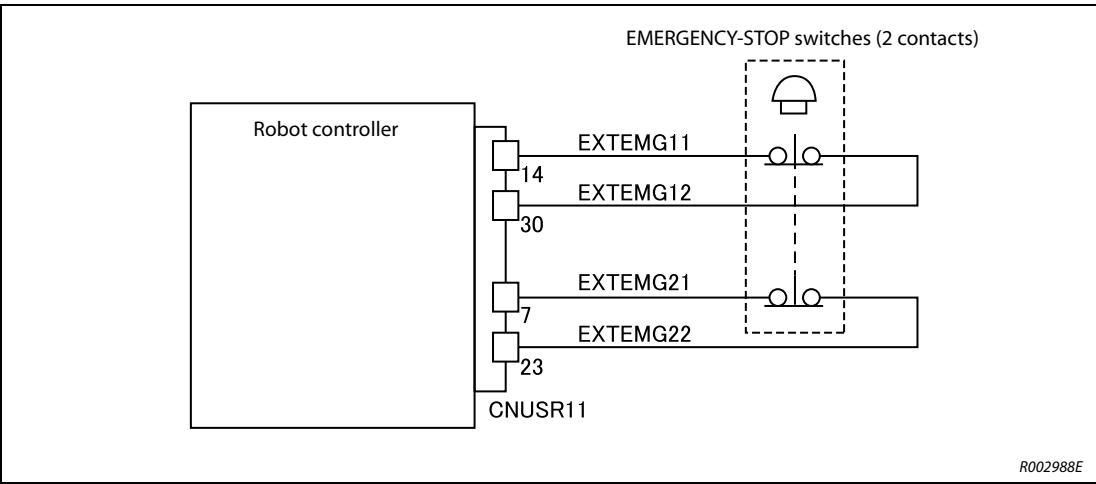 EMERGENCY-STOP switches (2 contacts)
Robot controller
EXTEMG11
14
EXTEMG12
30
EXTEMG21
7
EXTEMG22
23
CNUSR11
R002988E